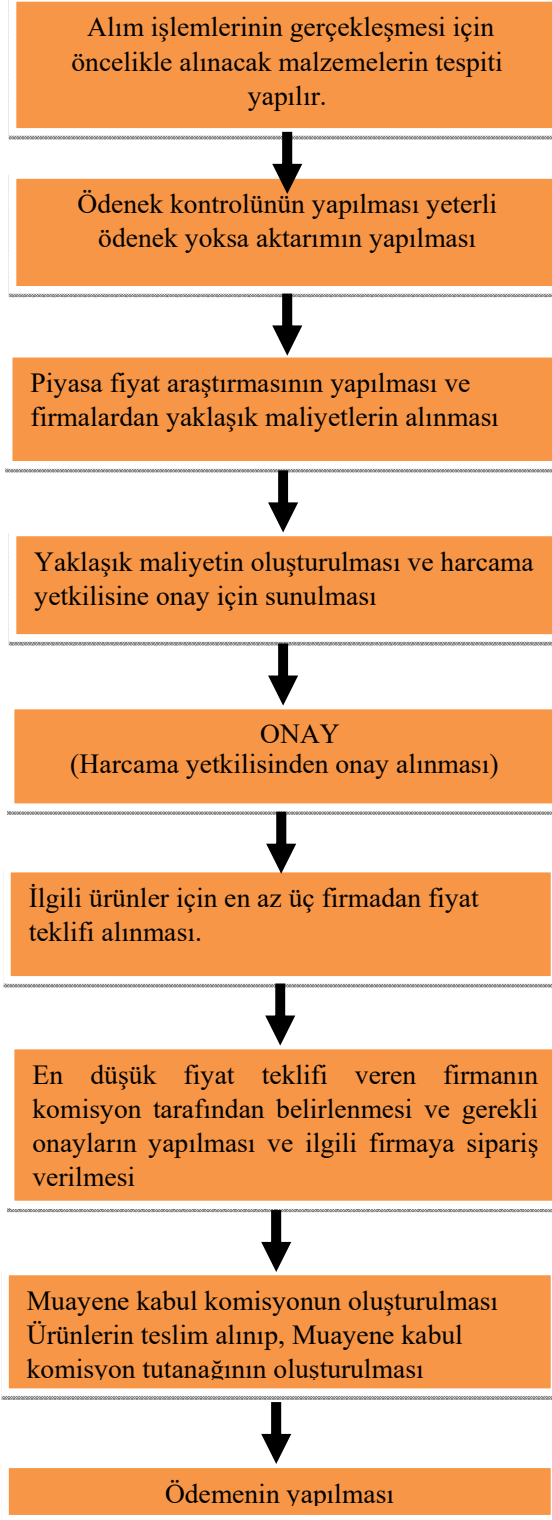 Alım işlemlerinin gerçekleşmesi için
öncelikle alınacak malzemelerin tespiti
yapılır.
Ödenek kontrolünün yapılması yeterli
ödenek yoksa aktarımın yapılması
Piyasa fiyat araştırmasının yapılması ve
firmalardan yaklaşık maliyetlerin alınması
Yaklaşık maliyetin oluşturulması ve harcama
yetkilisine onay için sunulması
ONAY
(Harcama yetkilisinden onay alınması)
İlgili ürünler için en az üç firmadan fiyat
teklifi alınması.
En düşük fiyat teklifi veren firmanın
komisyon tarafından belirlenmesi ve gerekli
onayların yapılması ve ilgili firmaya sipariş
verilmesi
Muayene kabul komisyonun oluşturulması
Ürünlerin teslim alınıp, Muayene kabul
komisyon tutanağının oluşturulması
Ödemenin yapılması